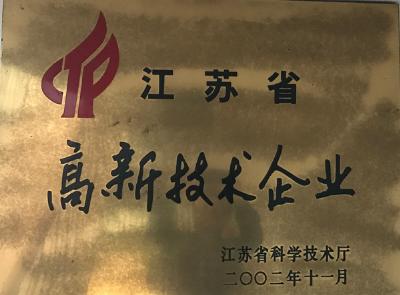 江苏省
高新技术企业
江苏省科学技术厅
二〇〇二年十一月